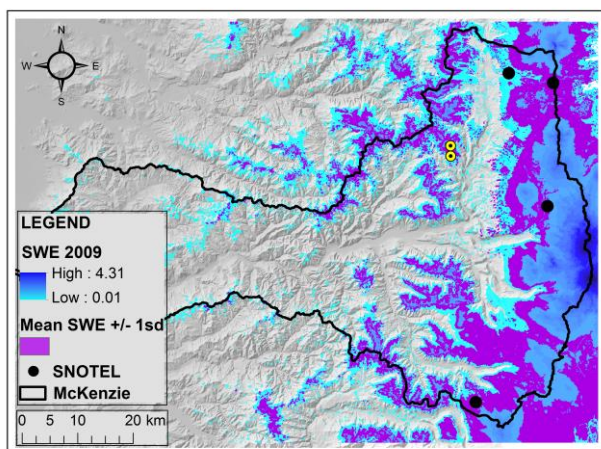 N
W E
S
LEGEND
SWE 2009
High : 4.31
Low : 0.01
Mean SWE +/- 1sd
SNOTEL
McKenzie
0 5 10 20 km